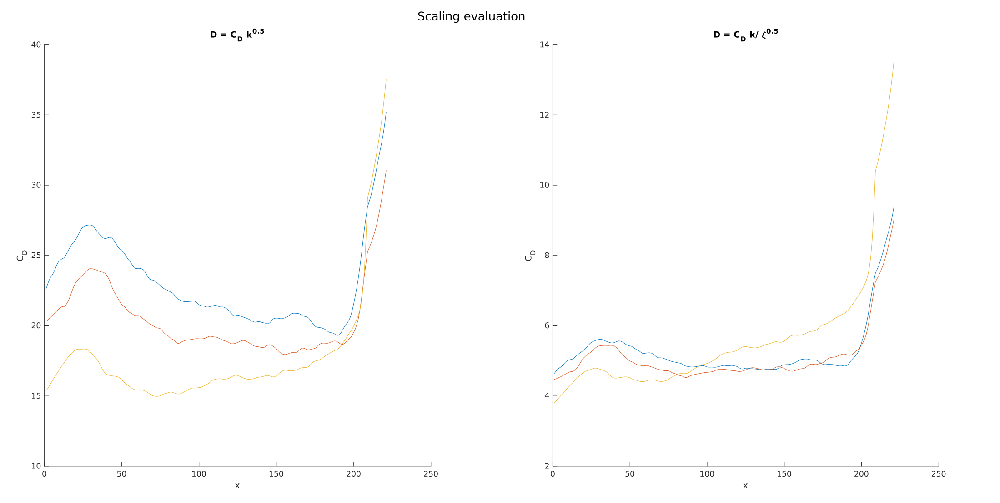 Scaling evaluation
D = C_D k^0.5
40
35
30
25
20
15
10
C_D
0 50 100 150 200 250
x
D = C_D k/ ξ^0.5
14
12
10
8
6
4
2
C_D
0 50 100 150 200 250
x